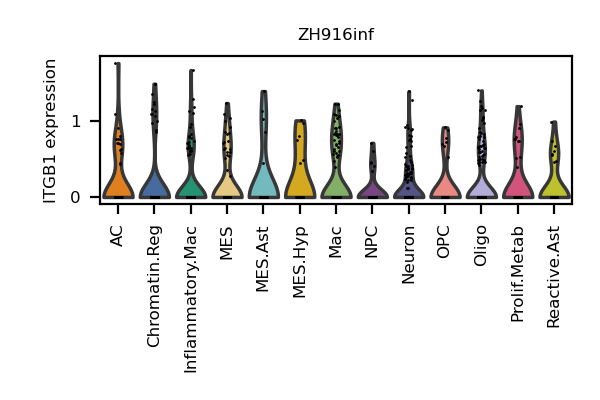 ZH916inf
ITGB1 expression
1
0
AC
Chromatin.Reg
Inflammatory.Mac
MES
MES.Ast
MES.Hyp
Mac
NPC
Neuron
OPC
Oligo
Prolif.Metab
Reactive.Ast